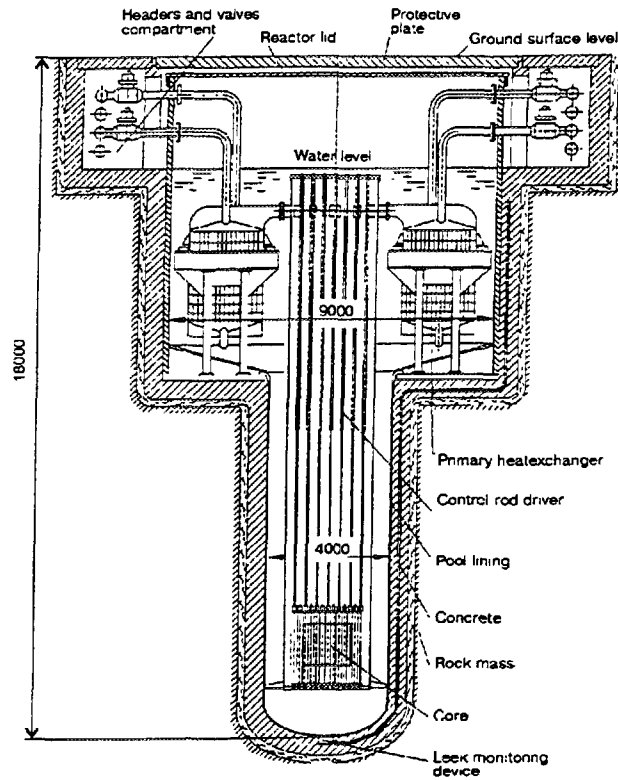 Headers and valves
compartment
Reactor lid
Protective
plate
Ground surface level
Water level
18000
9000
4000
Primary heatexchanger
Control rod driver
Pool lining
Concrete
Rock mass
Core
Leek monitoring
device